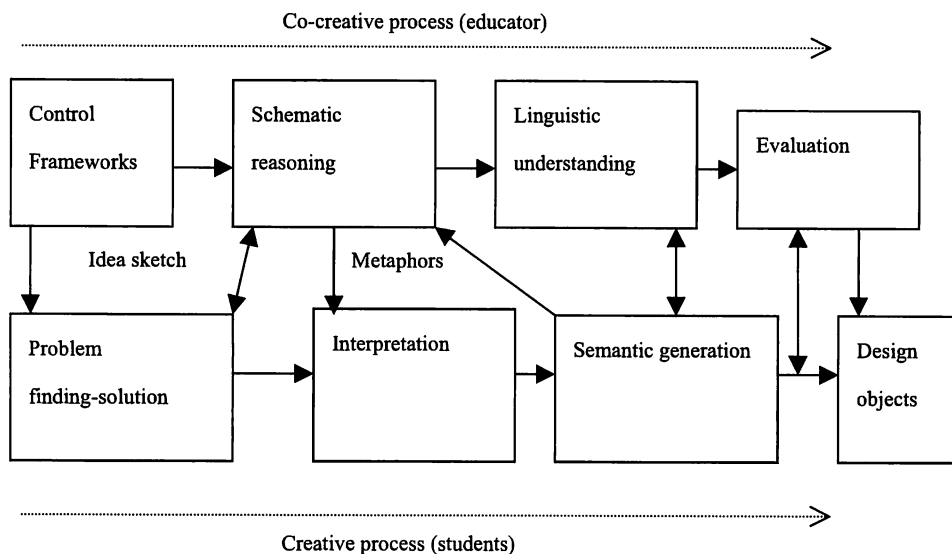 Co-creative process (educator)
Control
Frameworks
Schematic
reasoning
Linguistic
understanding
Evaluation
Idea sketch
Metaphors
Problem
finding-solution
Interpretation
Semantic generation
Design
objects
Creative process (students)